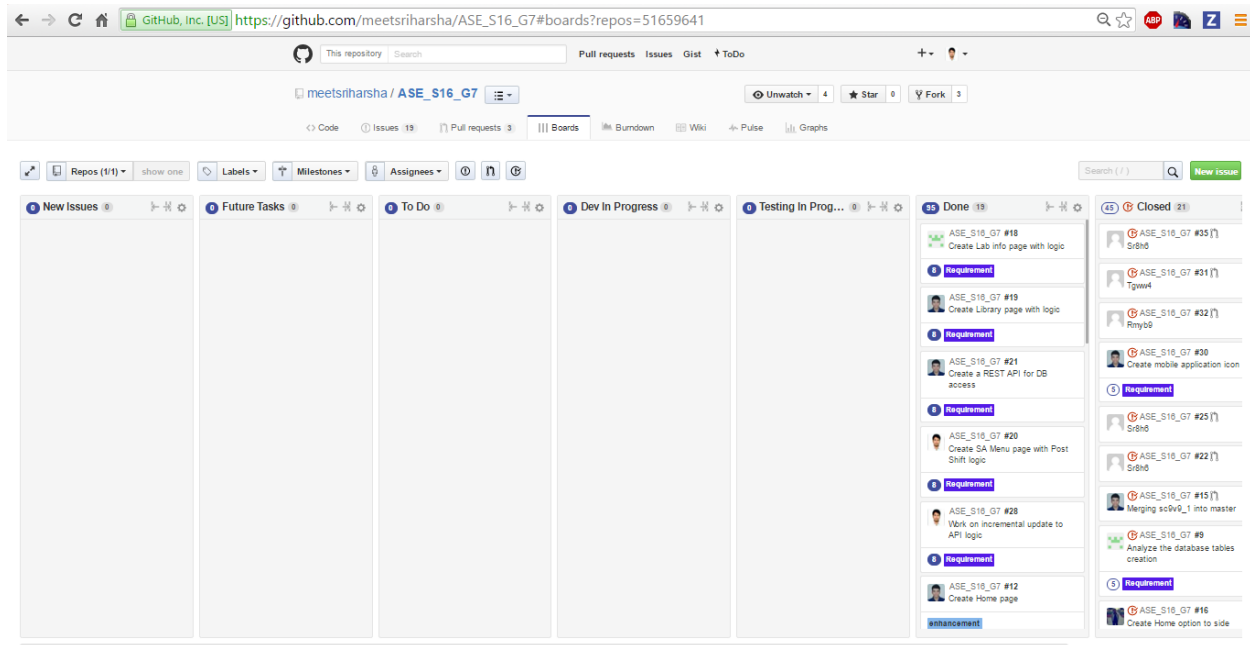 GitHub, Inc. [US] https://github.com/meetsriharsha/ASE_S16_G7#boards?repos=51659641
ABP
Z
This repository Search
Pull requests Issues Gist ToDo
meetsriharsha / ASE_S16_G7
Unwatch 4 Star 0 Fork 3
Code Issues 19 Pull requests 3 Boards Burndown Wiki Pulse Graphs
Repos (1/1) show one Labels Milestones Assignees
Search ( / ) New issue
0 New Issues 0
0 Future Tasks 0
0 To Do 0
0 Dev In Progress 0
0 Testing In Prog... 0
95 Done 19
ASE_S16_G7 #18
Create Lab info page with logic
8 Requirement
ASE_S16_G7 #19
Create Library page with logic
8 Requirement
ASE_S16_G7 #21
Create a REST API for DB
access
8 Requirement
ASE_S16_G7 #20
Create SA Menu page with Post
Shift logic
8 Requirement
ASE_S16_G7 #28
Work on incremental update to
API logic
8 Requirement
ASE_S16_G7 #12
Create Home page
enhancement
45 Closed 21
ASE_S16_G7 #35
Sr8h6
ASE_S16_G7 #31
Tgww4
ASE_S16_G7 #32
Rmyb9
ASE_S16_G7 #30
Create mobile application icon
5 Requirement
ASE_S16_G7 #25
Sr8h6
ASE_S16_G7 #22
Sr8h6
ASE_S16_G7 #15
Merging sc9v9_1 into master
ASE_S16_G7 #9
Analyze the database tables
creation
5 Requirement
ASE_S16_G7 #16
Create Home option to side